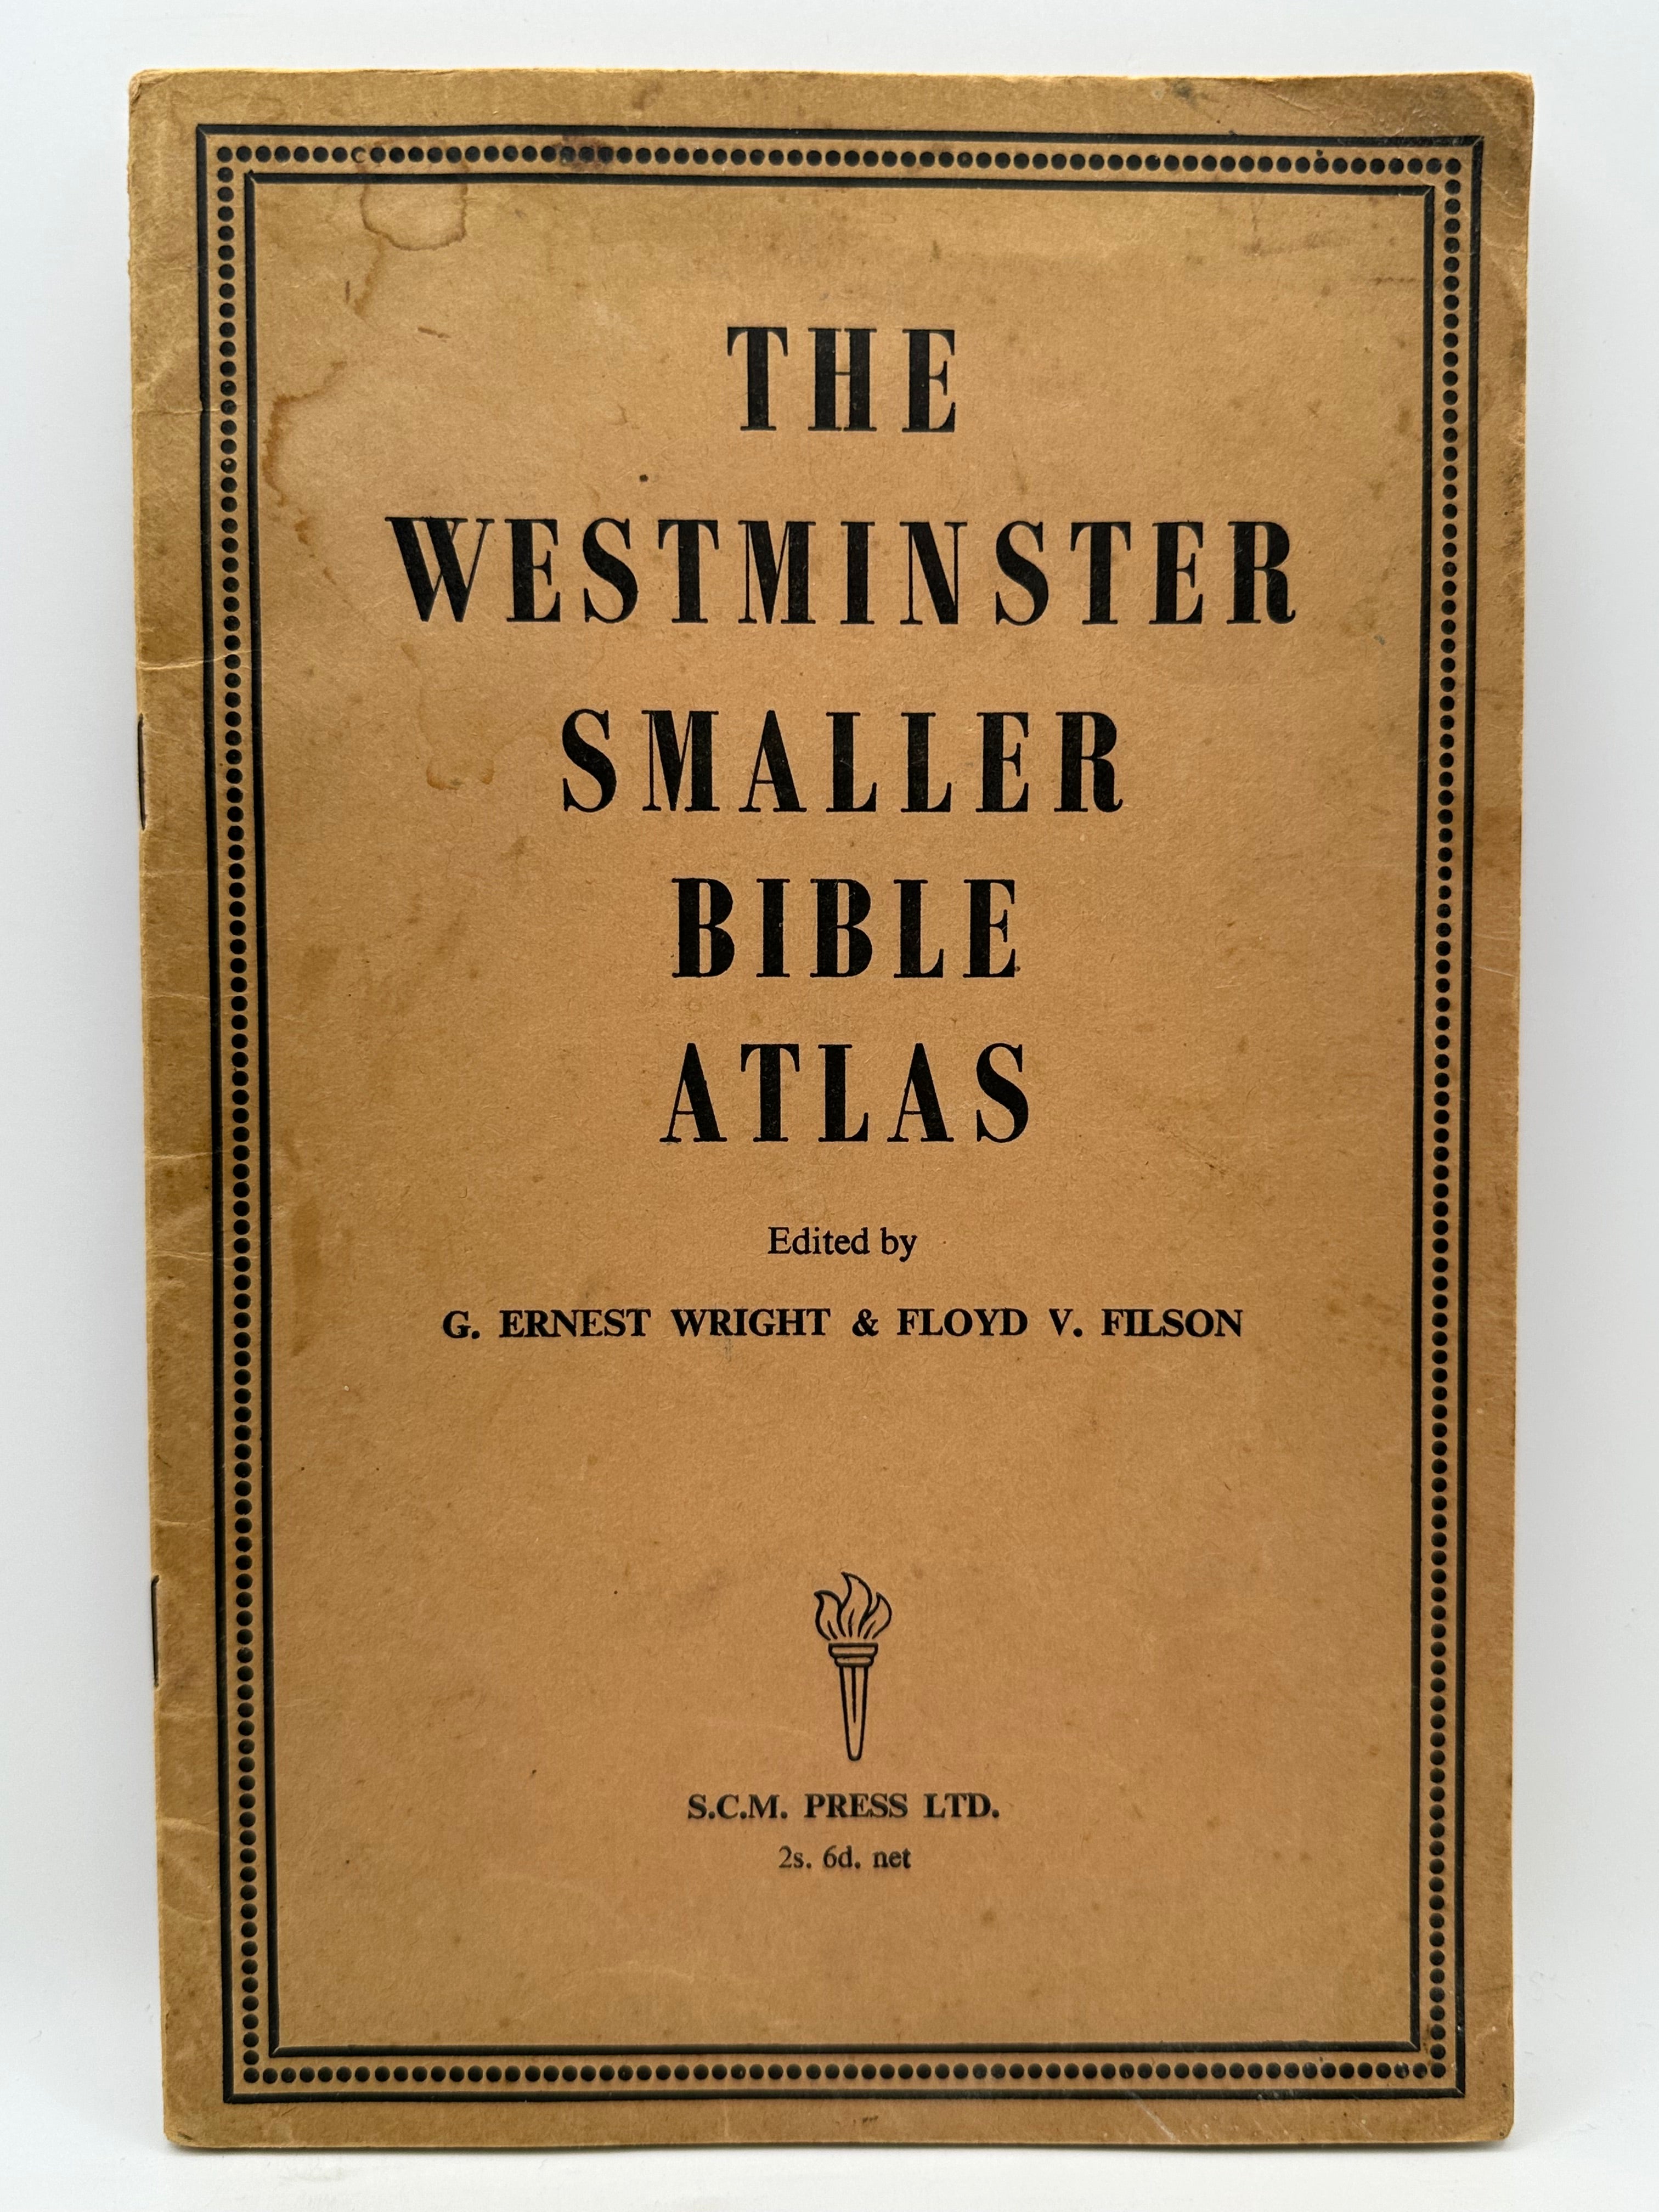 THE
WESTMINSTER
SMALLER
BIBLE
ATLAS
Edited by
G. ERNEST WRIGHT & FLOYD V. FILSON
S.C.M. PRESS LTD.
2s. 6d. net